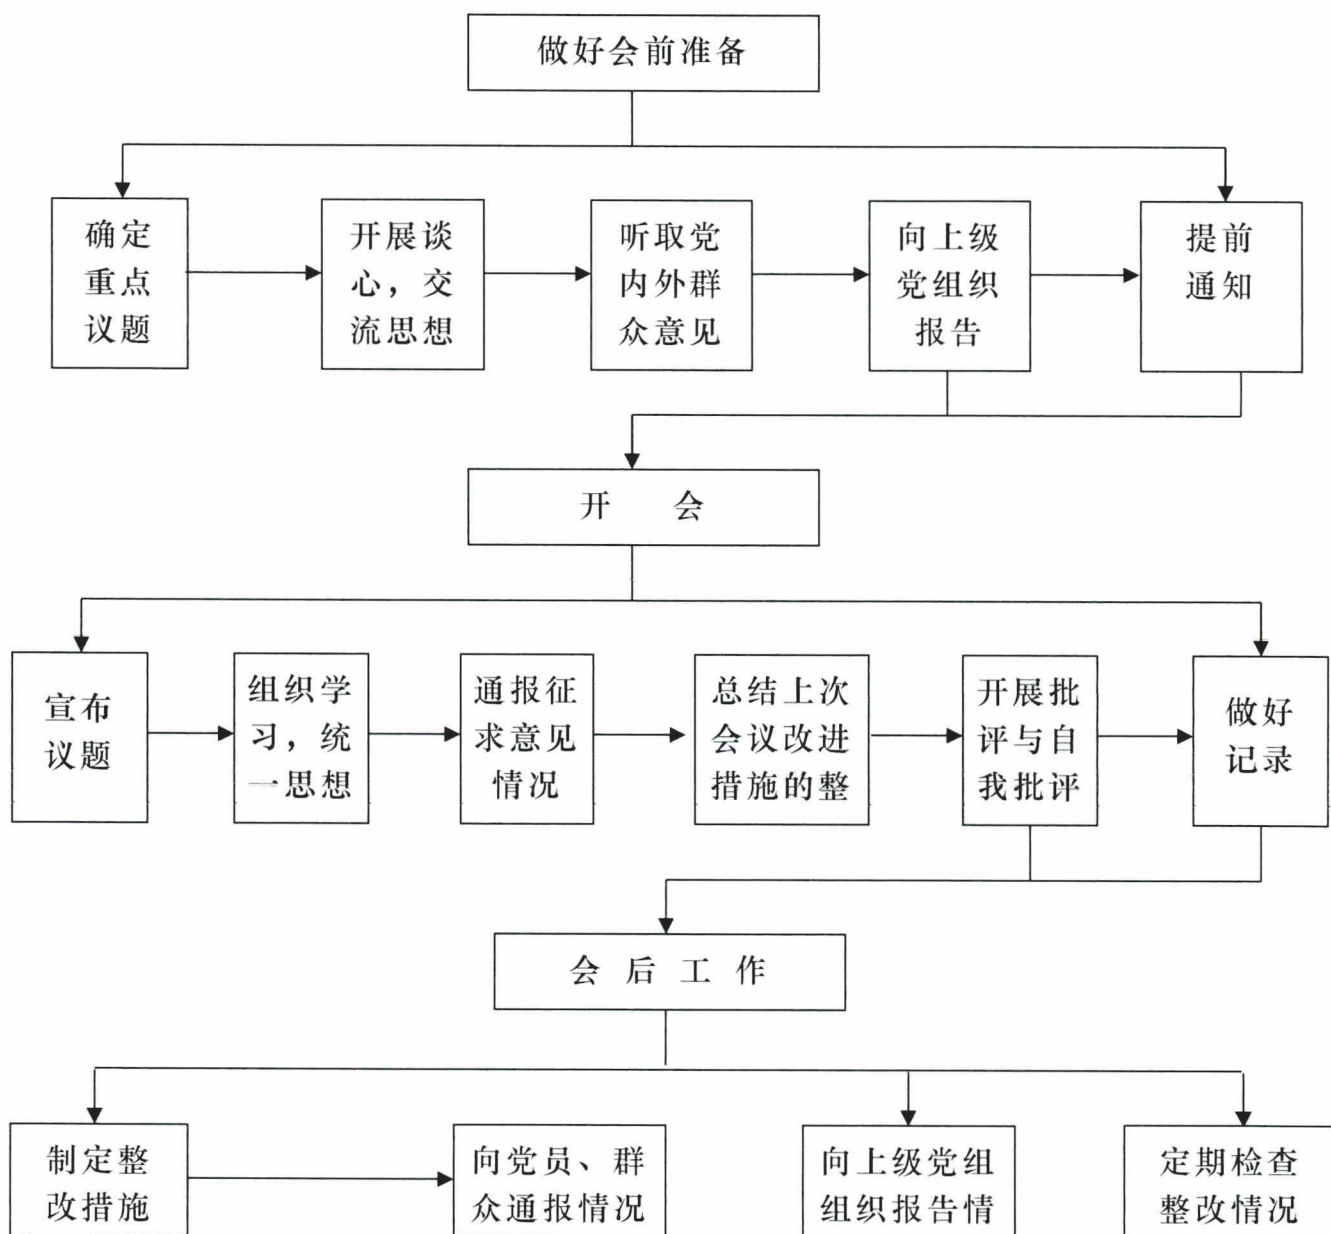 做好会前准备
确定
重点
议题
开展谈
心，交
流思想
听取党
内外群
众意见
向上级
党组织
报告
提前
通知
开 会
宣布
议题
组织学
习，统
一思想
通报征
求意见
情况
总结上次
会议改进
措施的整
开展批
评与自
我批评
做好
记录
会后工作
制定整
改措施
向党员、群
众通报情况
向上级党组
组织报告情
定期检查
整改情况